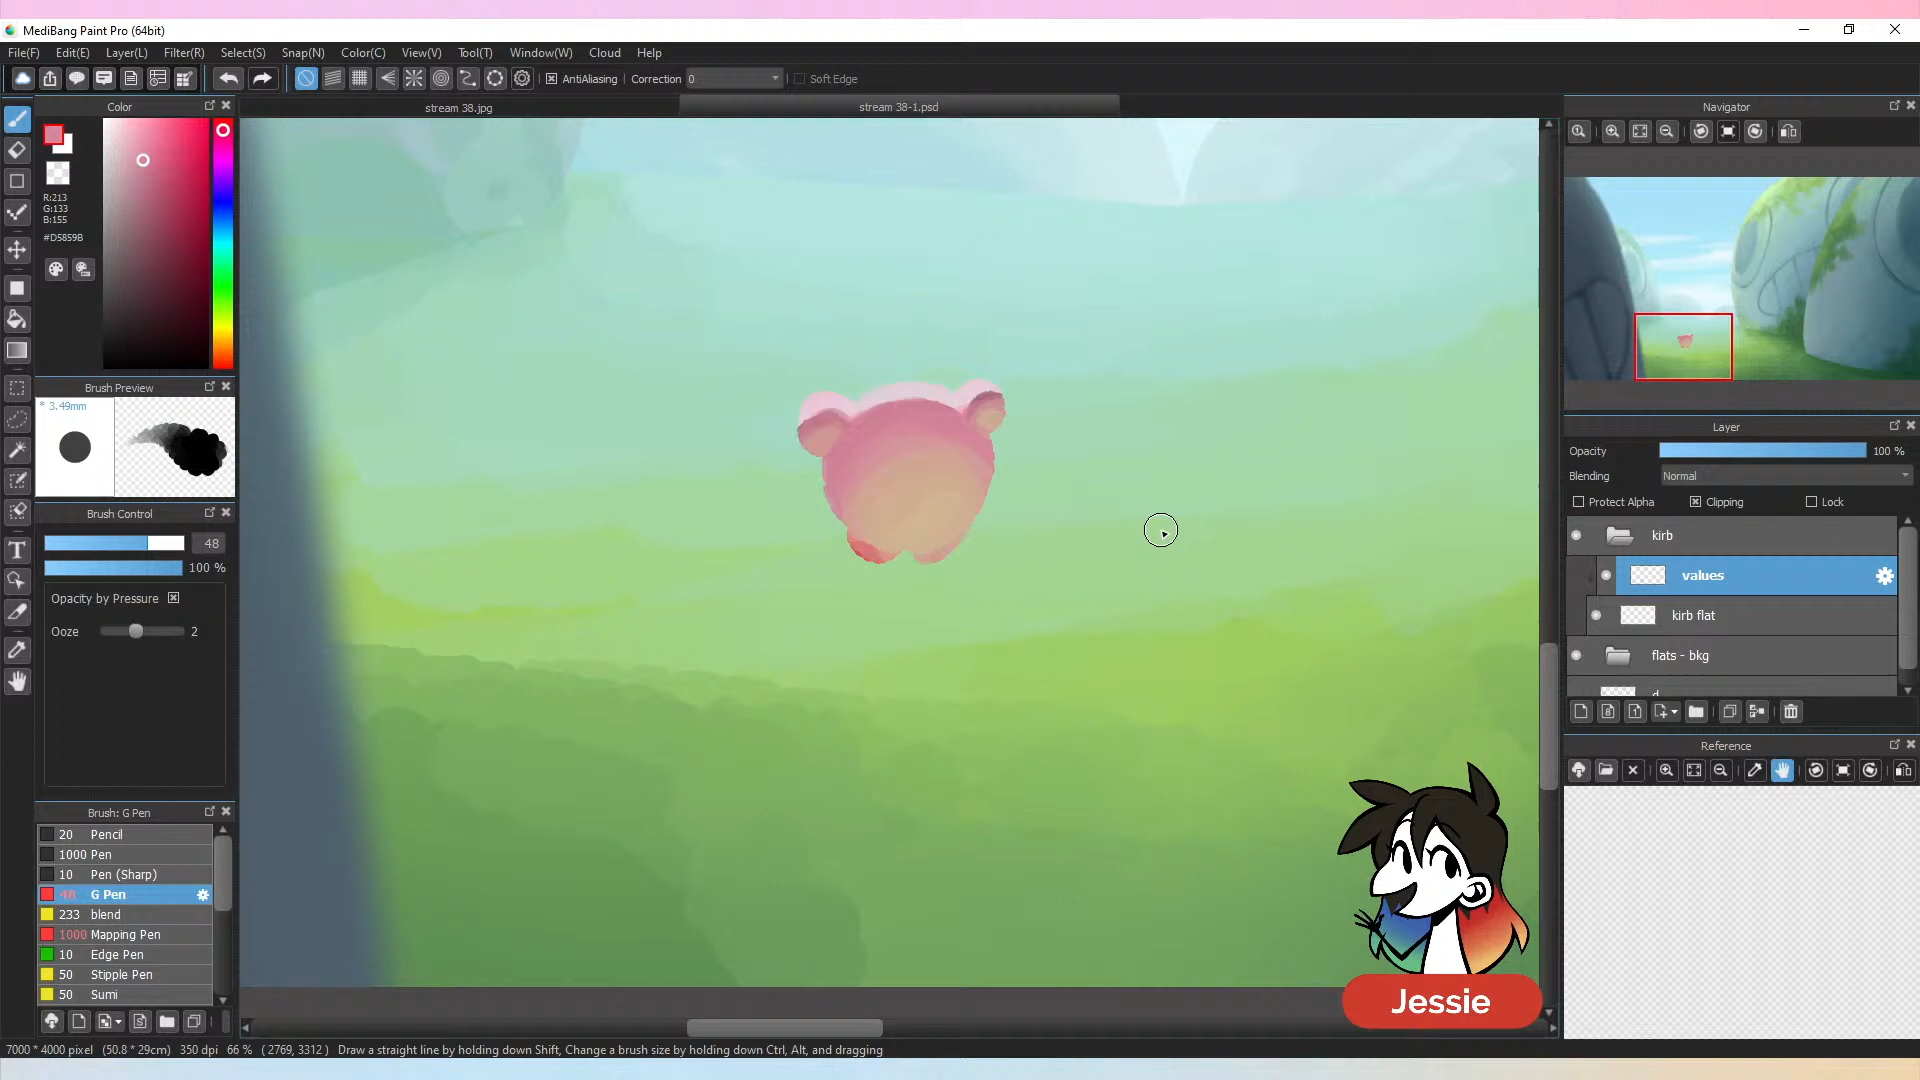 MediBang Paint Pro (64bit)
File(F) Edit(E) Layer(L) Filter(R) Select(S) Snap(N) Color(C) View(V) Tool(T) Window(W) Cloud Help
AntiAliasing Correction 0 Soft Edge
Color
stream 38.jpg
stream 38-1.psd
Navigator
R:213
G:133
B:155
#D5859B
Brush Preview
* 3.49mm
Brush Control
48
100 %
Opacity by Pressure
Ooze 2
Brush: G Pen
20 Pencil
1000 Pen
10 Pen (Sharp)
48 G Pen
233 blend
1000 Mapping Pen
10 Edge Pen
50 Stipple Pen
50 Sumi
Layer
Opacity 100 %
Blending Normal
Protect Alpha Clipping Lock
kirb
values
kirb flat
flats - bkg
Reference
Jessie
7000 * 4000 pixel (50.8 * 29cm) 350 dpi 66 % ( 2769, 3312 ) Draw a straight line by holding down Shift, Change a brush size by holding down Ctrl, Alt, and dragging